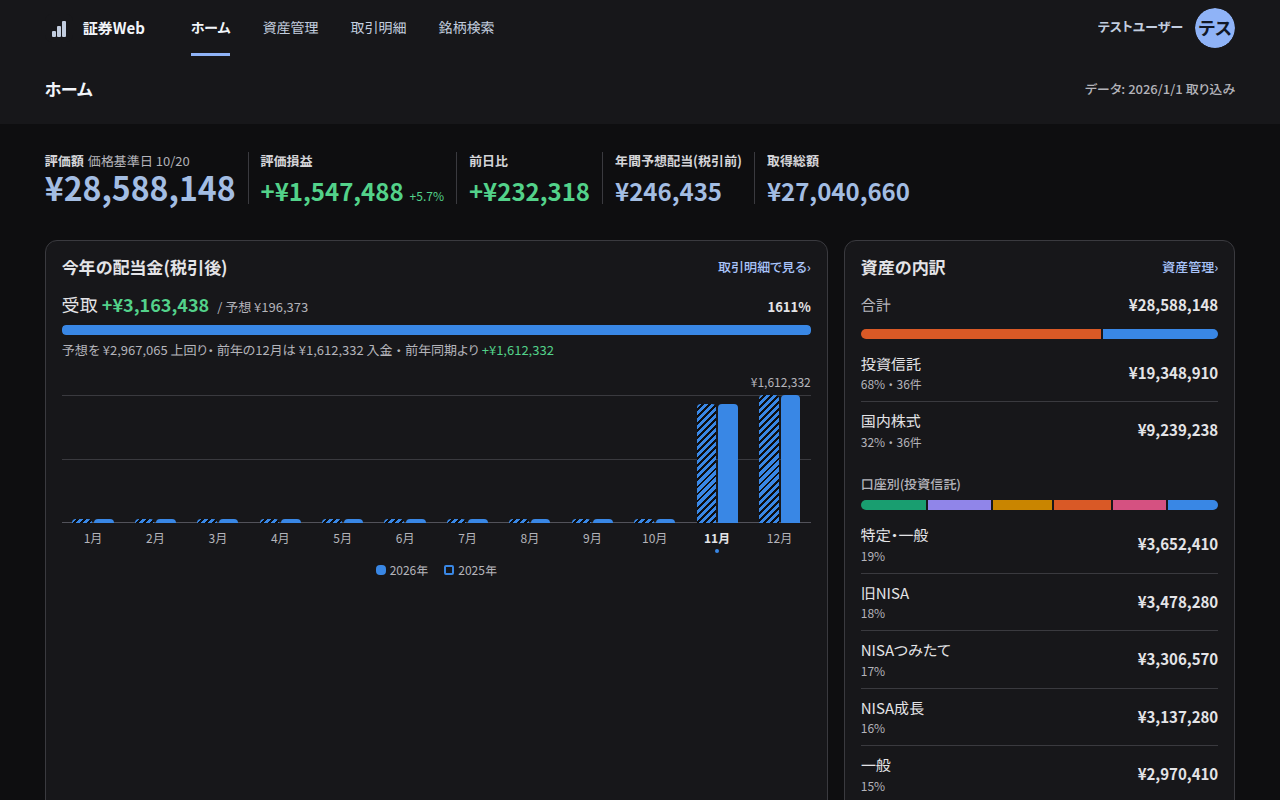 証券Web ホーム 資産管理 取引明細 銘柄検索 テストユーザー テス
ホーム データ: 2026/1/1 取り込み
評価額 価格基準日 10/20
¥28,588,148
評価損益
+¥1,547,488 +5.7%
前日比
+¥232,318
年間予想配当(税引前)
¥246,435
取得総額
¥27,040,660
今年の配当金(税引後) 取引明細で見る›
受取 +¥3,163,438 / 予想 ¥196,373 1611%
予想を ¥2,967,065 上回り・前年の12月は ¥1,612,332 入金・前年同期より +¥1,612,332
¥1,612,332
1月 2月 3月 4月 5月 6月 7月 8月 9月 10月 11月 12月
2026年 2025年
資産の内訳 資産管理›
合計 ¥28,588,148
投資信託 ¥19,348,910
68%・36件
国内株式 ¥9,239,238
32%・36件
口座別(投資信託)
特定・一般 ¥3,652,410
19%
旧NISA ¥3,478,280
18%
NISAつみたて ¥3,306,570
17%
NISA成長 ¥3,137,280
16%
一般 ¥2,970,410
15%